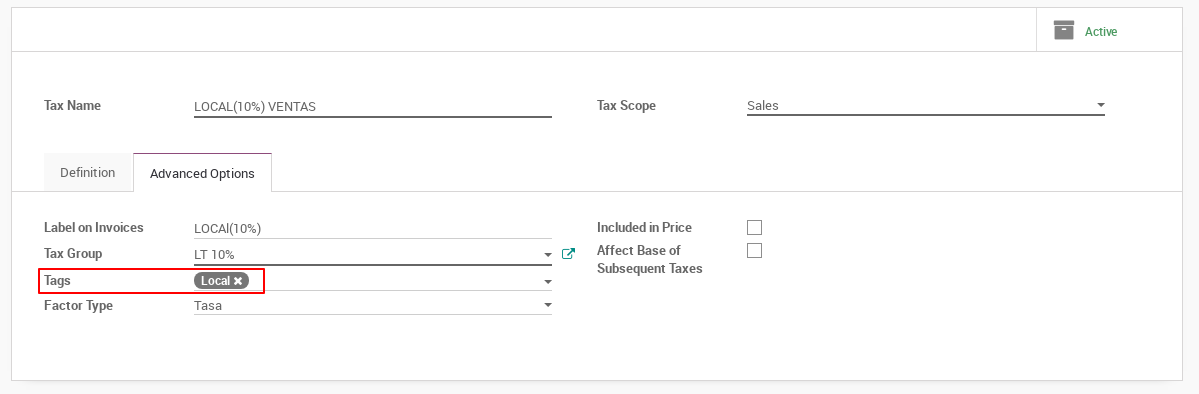 Active
Tax Name LOCAL(10%) VENTAS Tax Scope Sales
Definition Advanced Options
Label on Invoices LOCAl(10%) Included in Price
Tax Group LT 10% Affect Base of
Subsequent Taxes
Tags Local
Factor Type Tasa